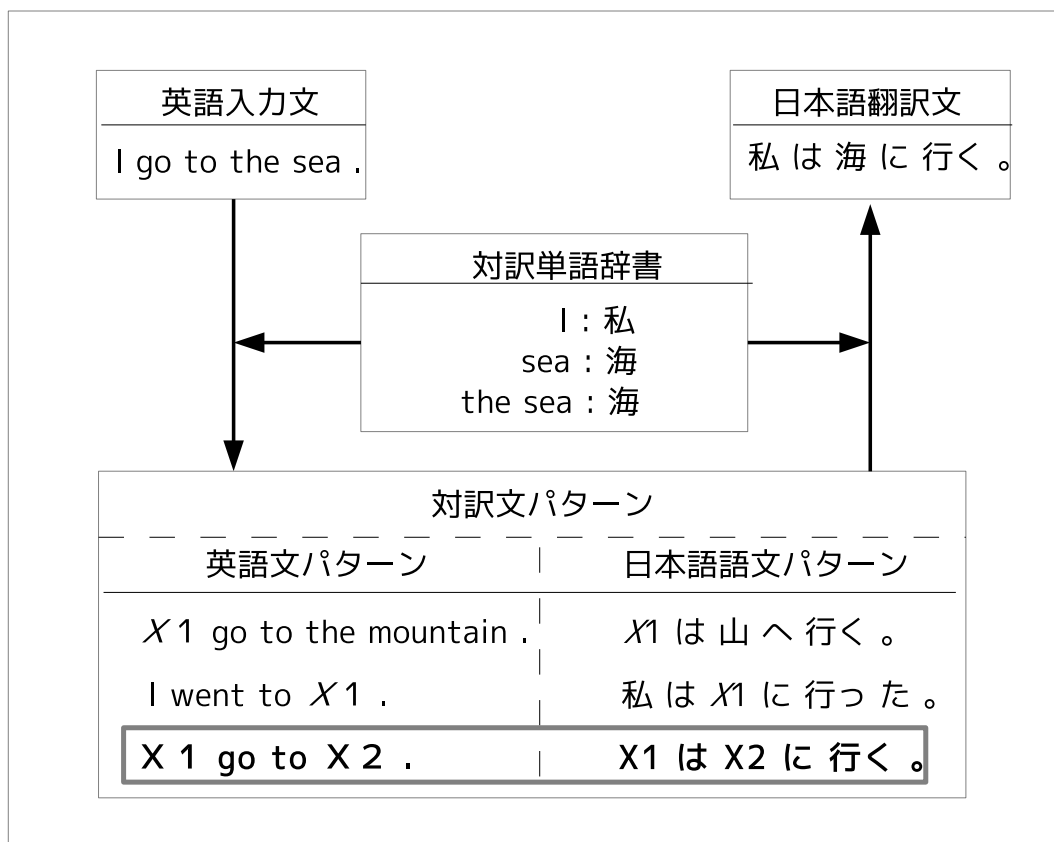 英語入力文
I go to the sea .
日本語翻訳文
私 は 海 に 行く 。
対訳単語辞書
I : 私
sea : 海
the sea : 海
対訳文パターン
英語文パターン 日本語語文パターン
X 1 go to the mountain . X1 は 山 へ 行く 。
I went to X 1 . 私 は X1 に 行っ た 。
X 1 go to X 2 . X1 は X2 に 行く 。